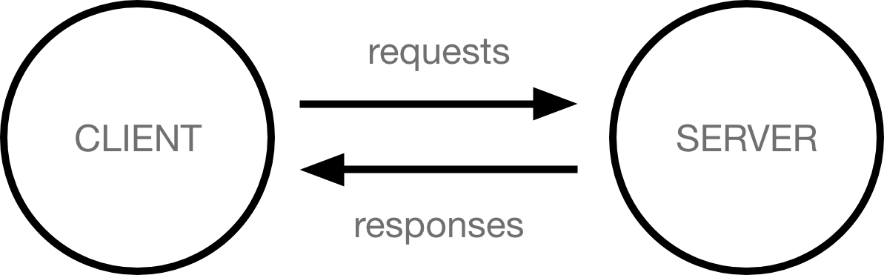 requests
CLIENT
SERVER
responses